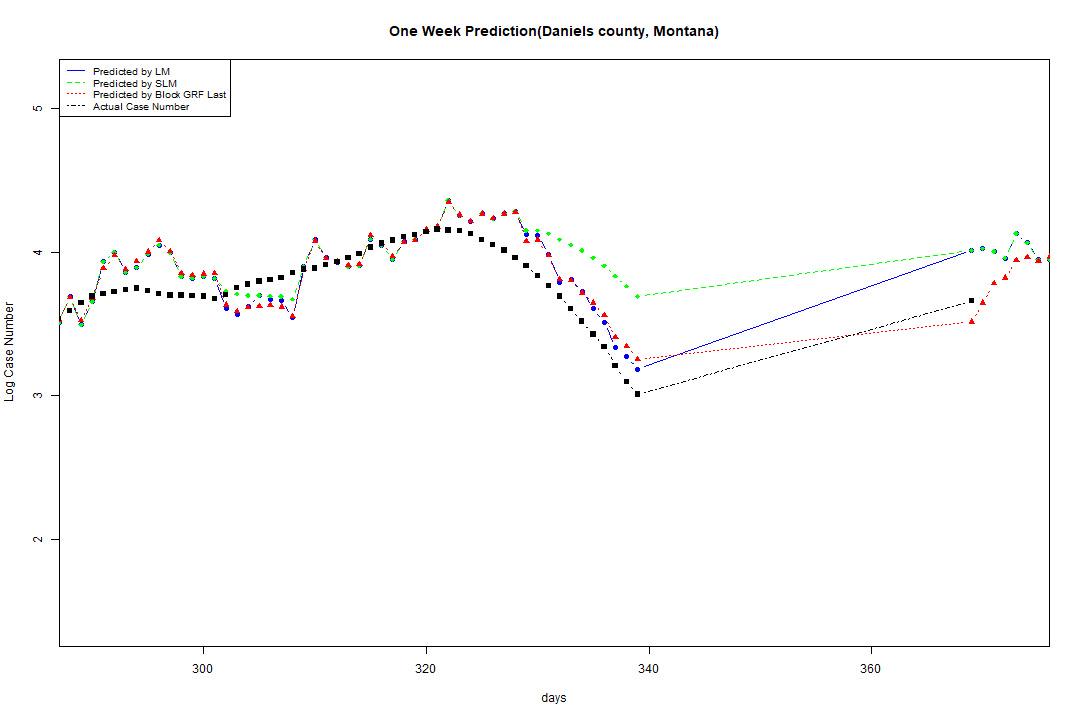 One Week Prediction(Daniels county, Montana)
Predicted by LM
Predicted by SLM
Predicted by Block GRF Last
Actual Case Number
5
4
3
2
Log Case Number
300 320 340 360
days